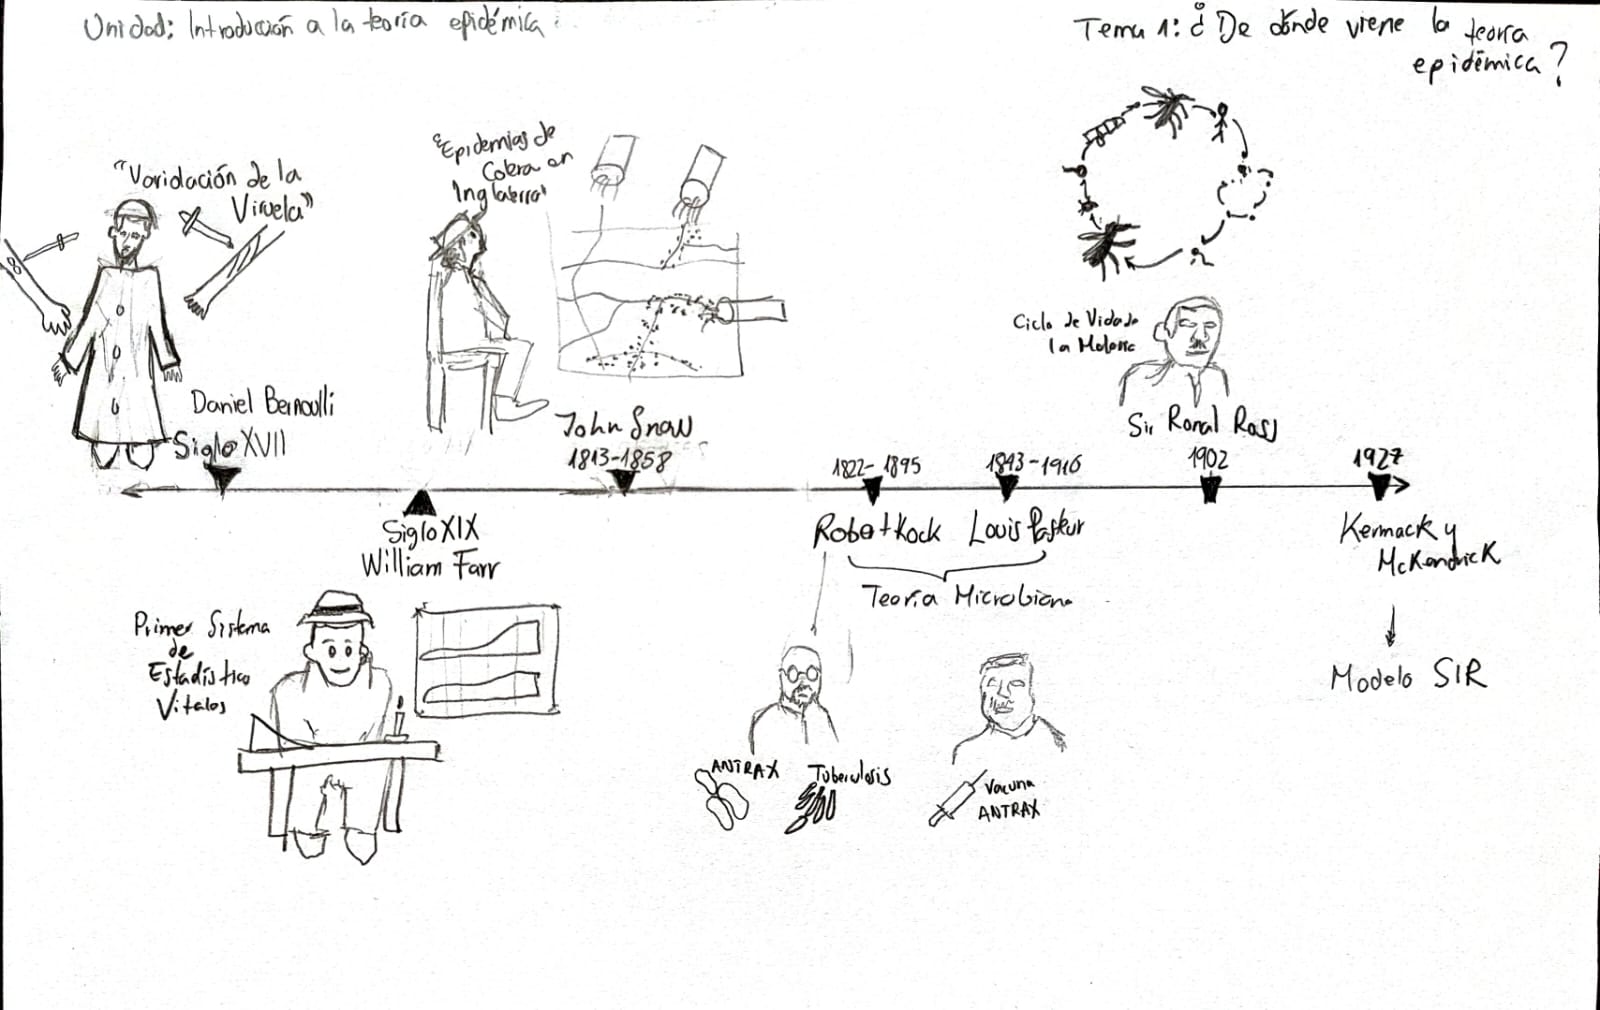 Unidad: Introducción a la teoría epidémica
Tema 1: ¿De dónde viene la teoría
epidémica?
"Variolación de la
Viruela"
Daniel Bernoulli
Siglo XVII
"Epidemias de
Colera en
Inglaterra"
John Snow
1813-1858
Siglo XIX
William Farr
Primer Sistema
de
Estadístico
Vitales
1822-1895
Robert Kock
1843-1910
Louis Pasteur
Teoría Microbiana
ANTRAX
Tuberculosis
Vacuna
ANTRAX
Ciclo de Vida de
la Malaria
Sir Ronal Ross
1902
1927
Kermack y
McKendrick
Modelo SIR